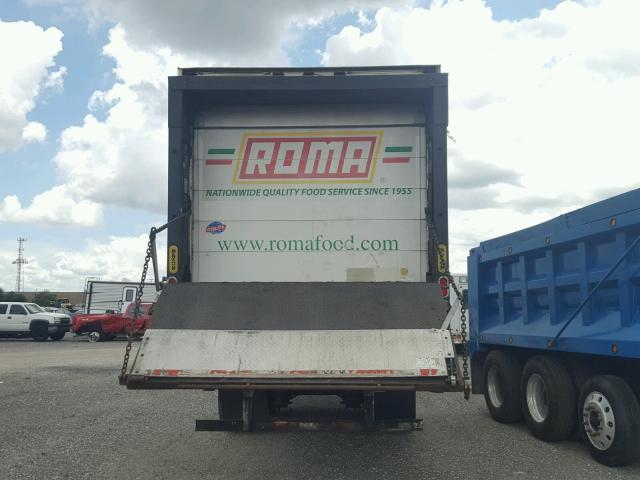 ROMA
NATIONWIDE QUALITY FOOD SERVICE SINCE 1955
www.romafood.com